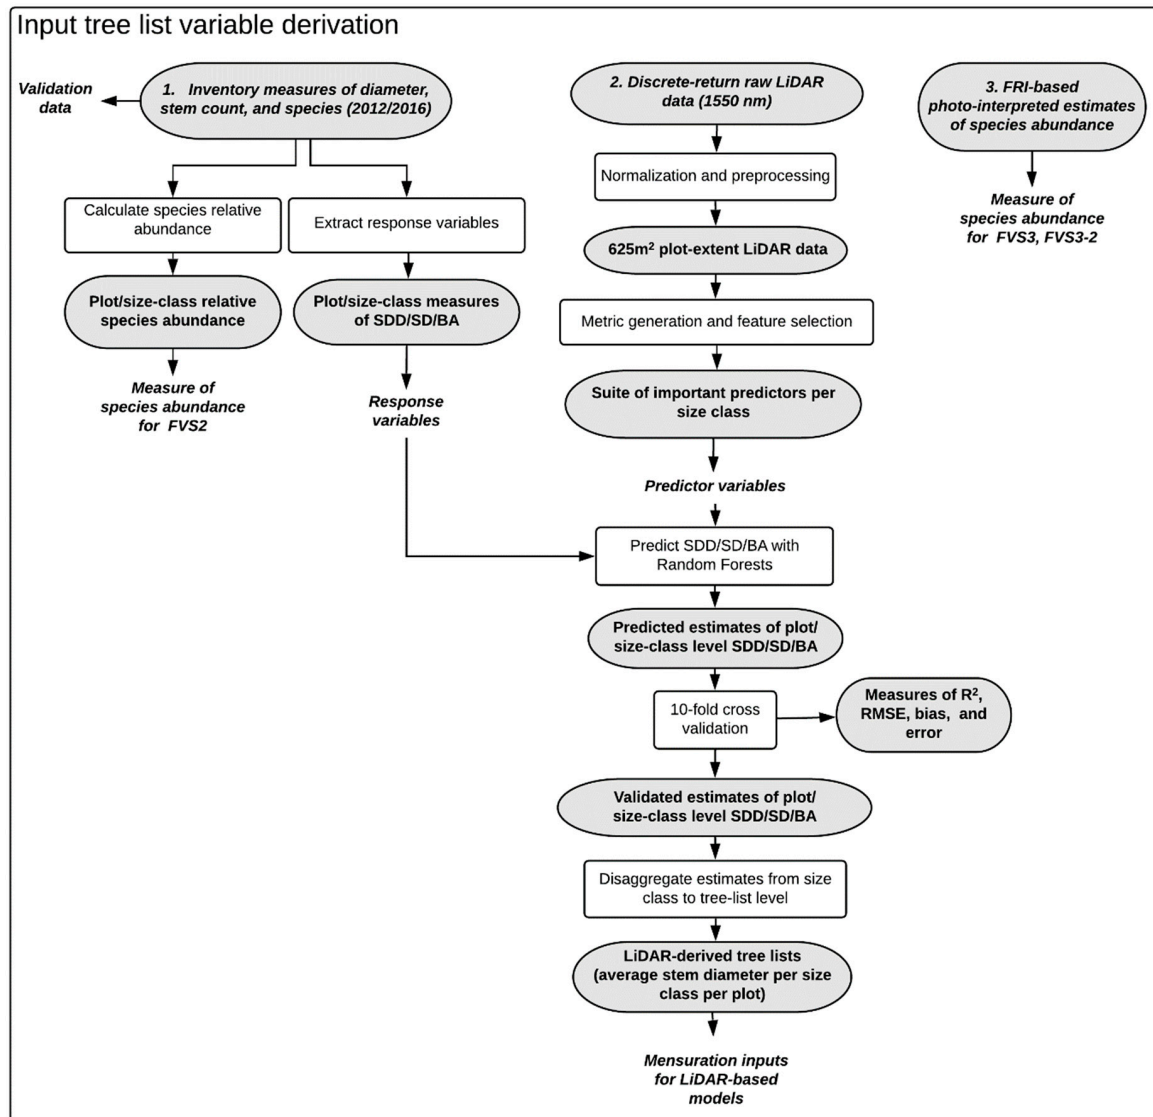 Input tree list variable derivation
Validation
data
1. Inventory measures of diameter,
stem count, and species (2012/2016)
2. Discrete-return raw LiDAR
data (1550 nm)
3. FRI-based
photo-interpreted estimates
of species abundance
Calculate species relative
abundance
Extract response variables
Normalization and preprocessing
Measure of
species abundance
for FVS3, FVS3-2
Plot/size-class relative
species abundance
Plot/size-class measures
of SDD/SD/BA
625m² plot-extent LiDAR data
Metric generation and feature selection
Measure of
species abundance
for FVS2
Response
variables
Suite of important predictors per
size class
Predictor variables
Predict SDD/SD/BA with
Random Forests
Predicted estimates of plot/
size-class level SDD/SD/BA
10-fold cross
validation
Measures of R²,
RMSE, bias, and
error
Validated estimates of plot/
size-class level SDD/SD/BA
Disaggregate estimates from size
class to tree-list level
LiDAR-derived tree lists
(average stem diameter per size
class per plot)
Mensuration inputs
for LiDAR-based
models